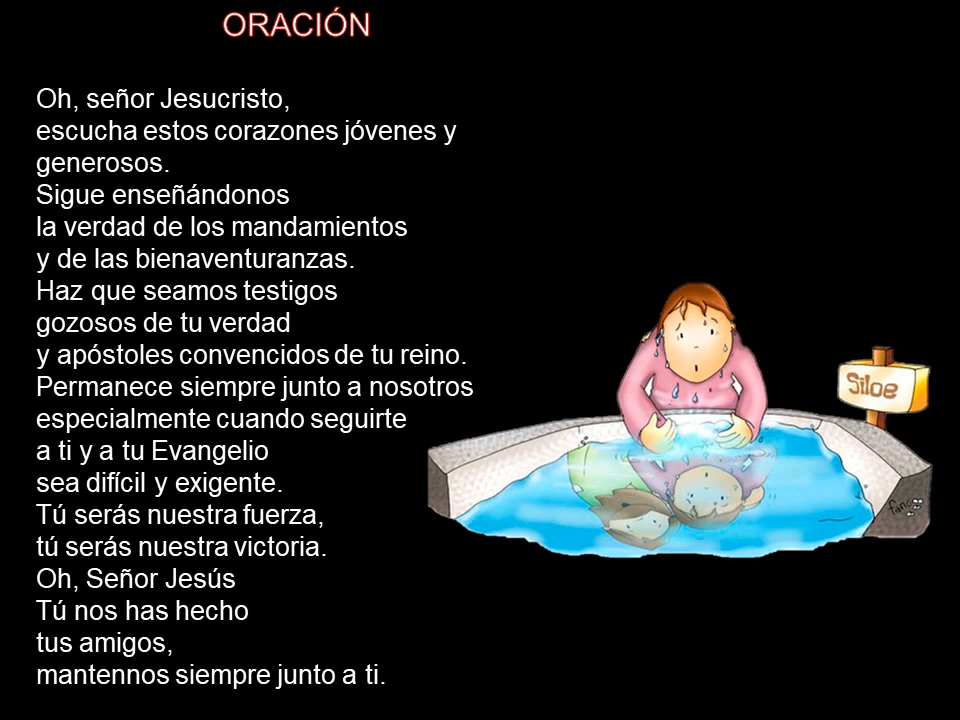 ORACIÓN
Oh, señor Jesucristo,
escucha estos corazones jóvenes y
generosos.
Sigue enseñándonos
la verdad de los mandamientos
y de las bienaventuranzas.
Haz que seamos testigos
gozosos de tu verdad
y apóstoles convencidos de tu reino.
Permanece siempre junto a nosotros
especialmente cuando seguirte
a ti y a tu Evangelio
sea difícil y exigente.
Tú serás nuestra fuerza,
tú serás nuestra victoria.
Oh, Señor Jesús
Tú nos has hecho
tus amigos,
mantennos siempre junto a ti.
Siloe
fano